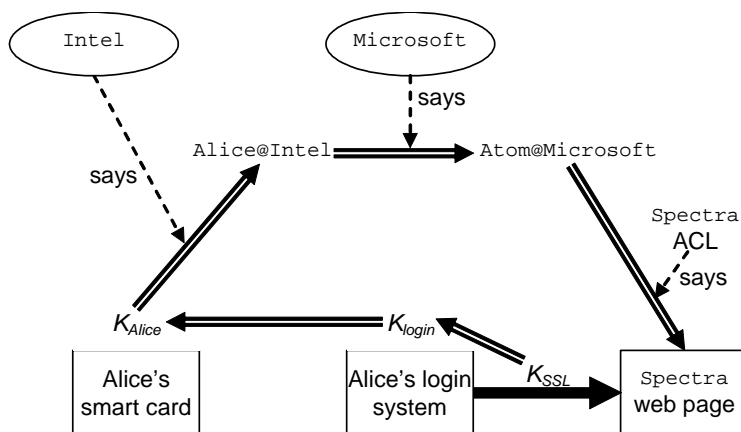 Intel
Microsoft
says
Alice@Intel
Atom@Microsoft
says
Spectra
ACL
says
K_Alice
K_login
K_SSL
Alice's
smart card
Alice's login
system
Spectra
web page